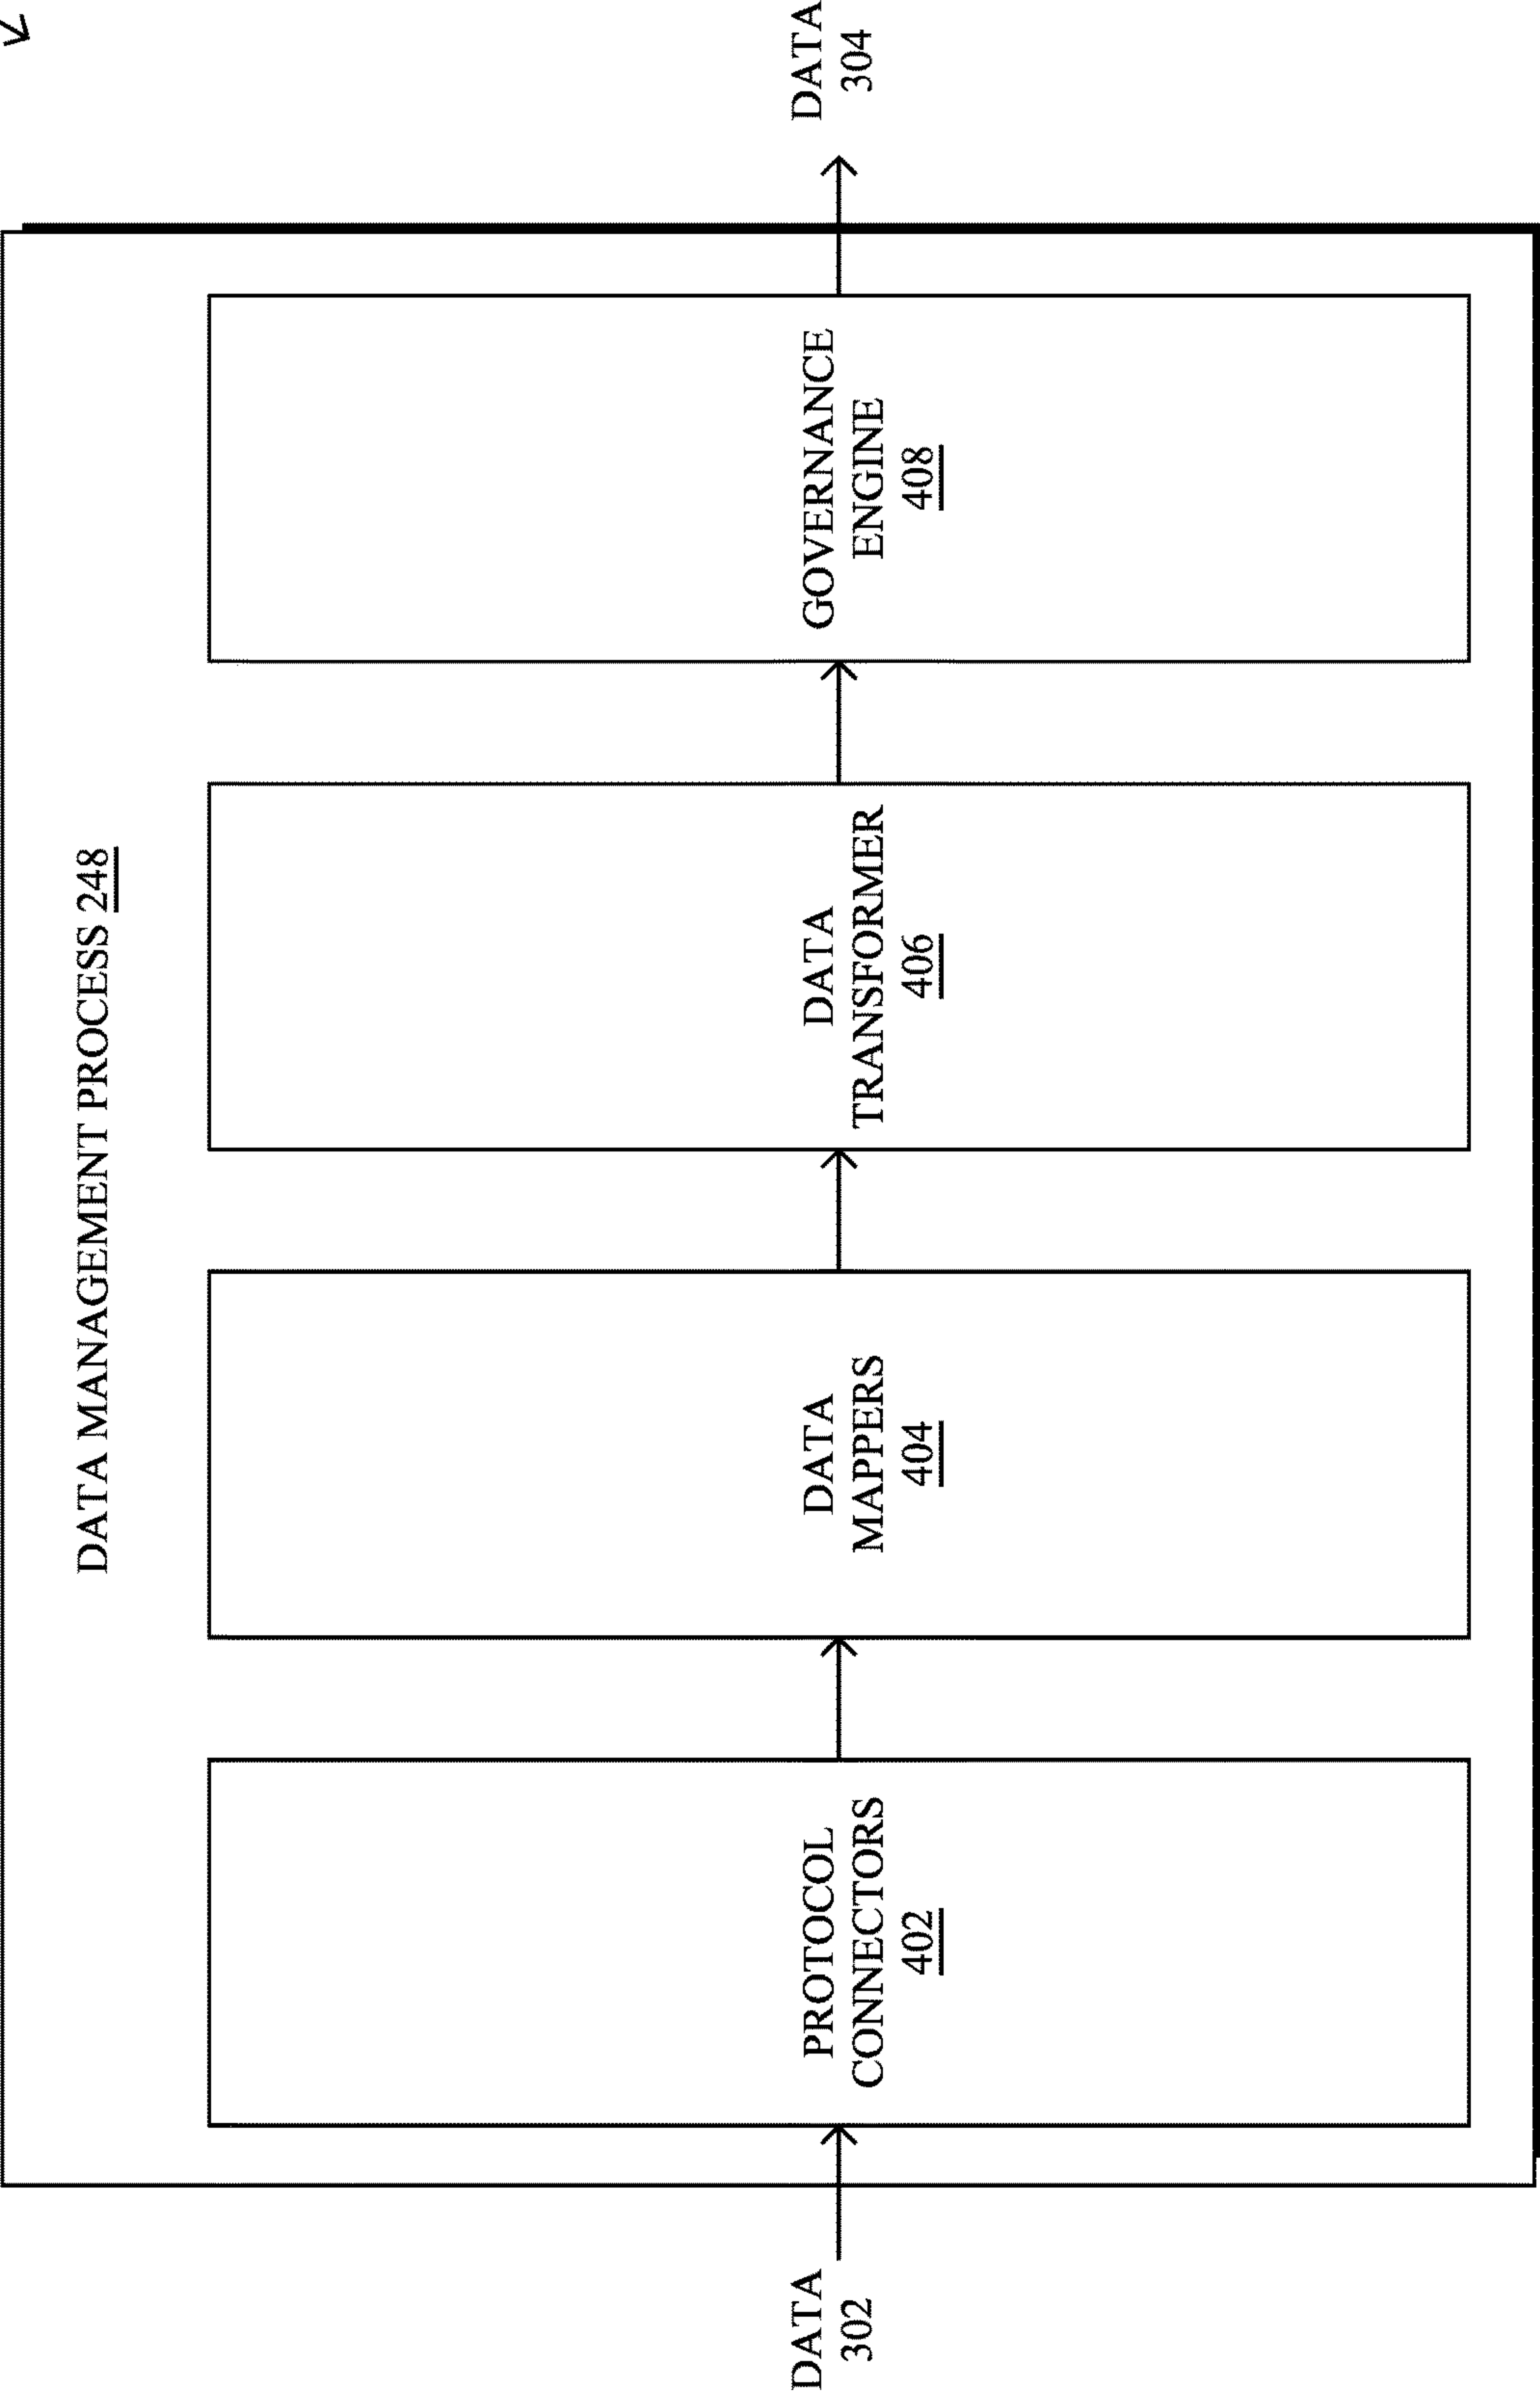 DATA MANAGEMENT PROCESS 248
DATA
302
PROTOCOL
CONNECTORS
402
DATA
MAPPERS
404
DATA
TRANSFORMER
406
GOVERNANCE
ENGINE
408
DATA
304